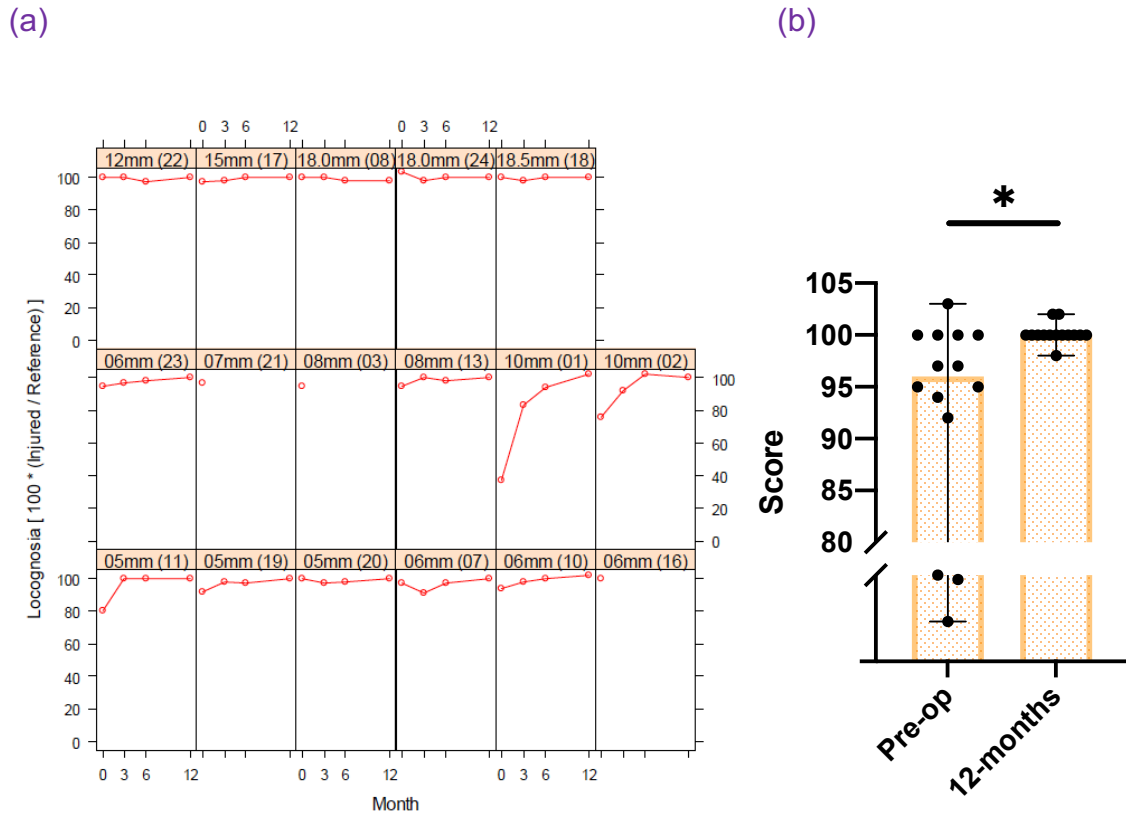 (a)
(b)
0 3 6 12 0 3 6 12
12mm (22) 15mm (17) 18.0mm (08) 18.0mm (24) 18.5mm (18)
100
80
60
40
20
0
06mm (23) 07mm (21) 08mm (03) 08mm (13) 10mm (01) 10mm (02)
100
80
60
40
20
0
05mm (11) 05mm (19) 05mm (20) 06mm (07) 06mm (10) 06mm (16)
100
80
60
40
20
0
0 3 6 0 3 6 12 0 3 6 12
12
Month
Locognosia [ 100 * (Injured / Reference) ]
*
105
100
95
90
85
80
Score
Pre-op
12-months